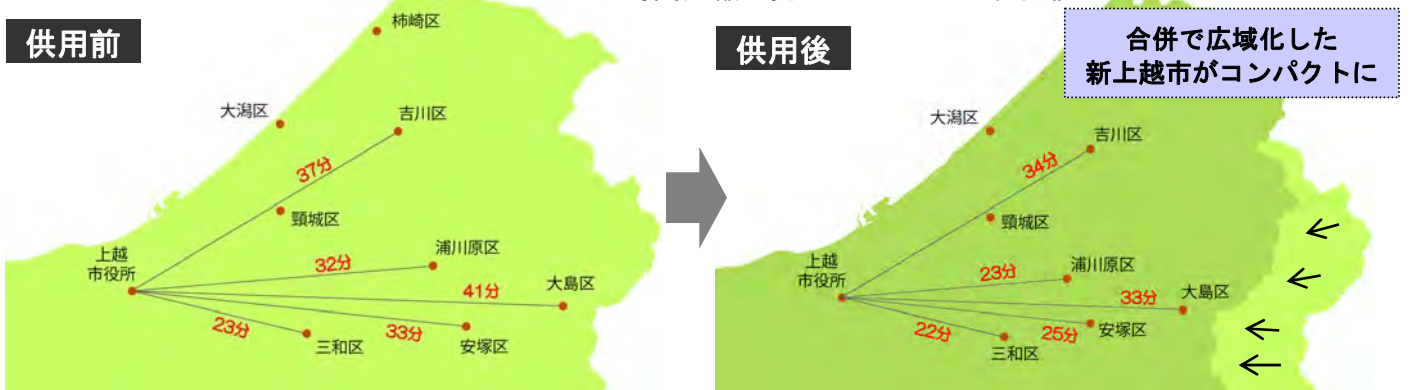 供用前
柿崎区
大潟区
吉川区
37分
頸城区
上越
市役所
浦川原区
32分
大島区
41分
23分
33分
三和区
安塚区
供用後
合併で広域化した
新上越市がコンパクトに
大潟区
吉川区
34分
頸城区
上越
市役所
浦川原区
23分
大島区
33分
22分
25分
安塚区
三和区